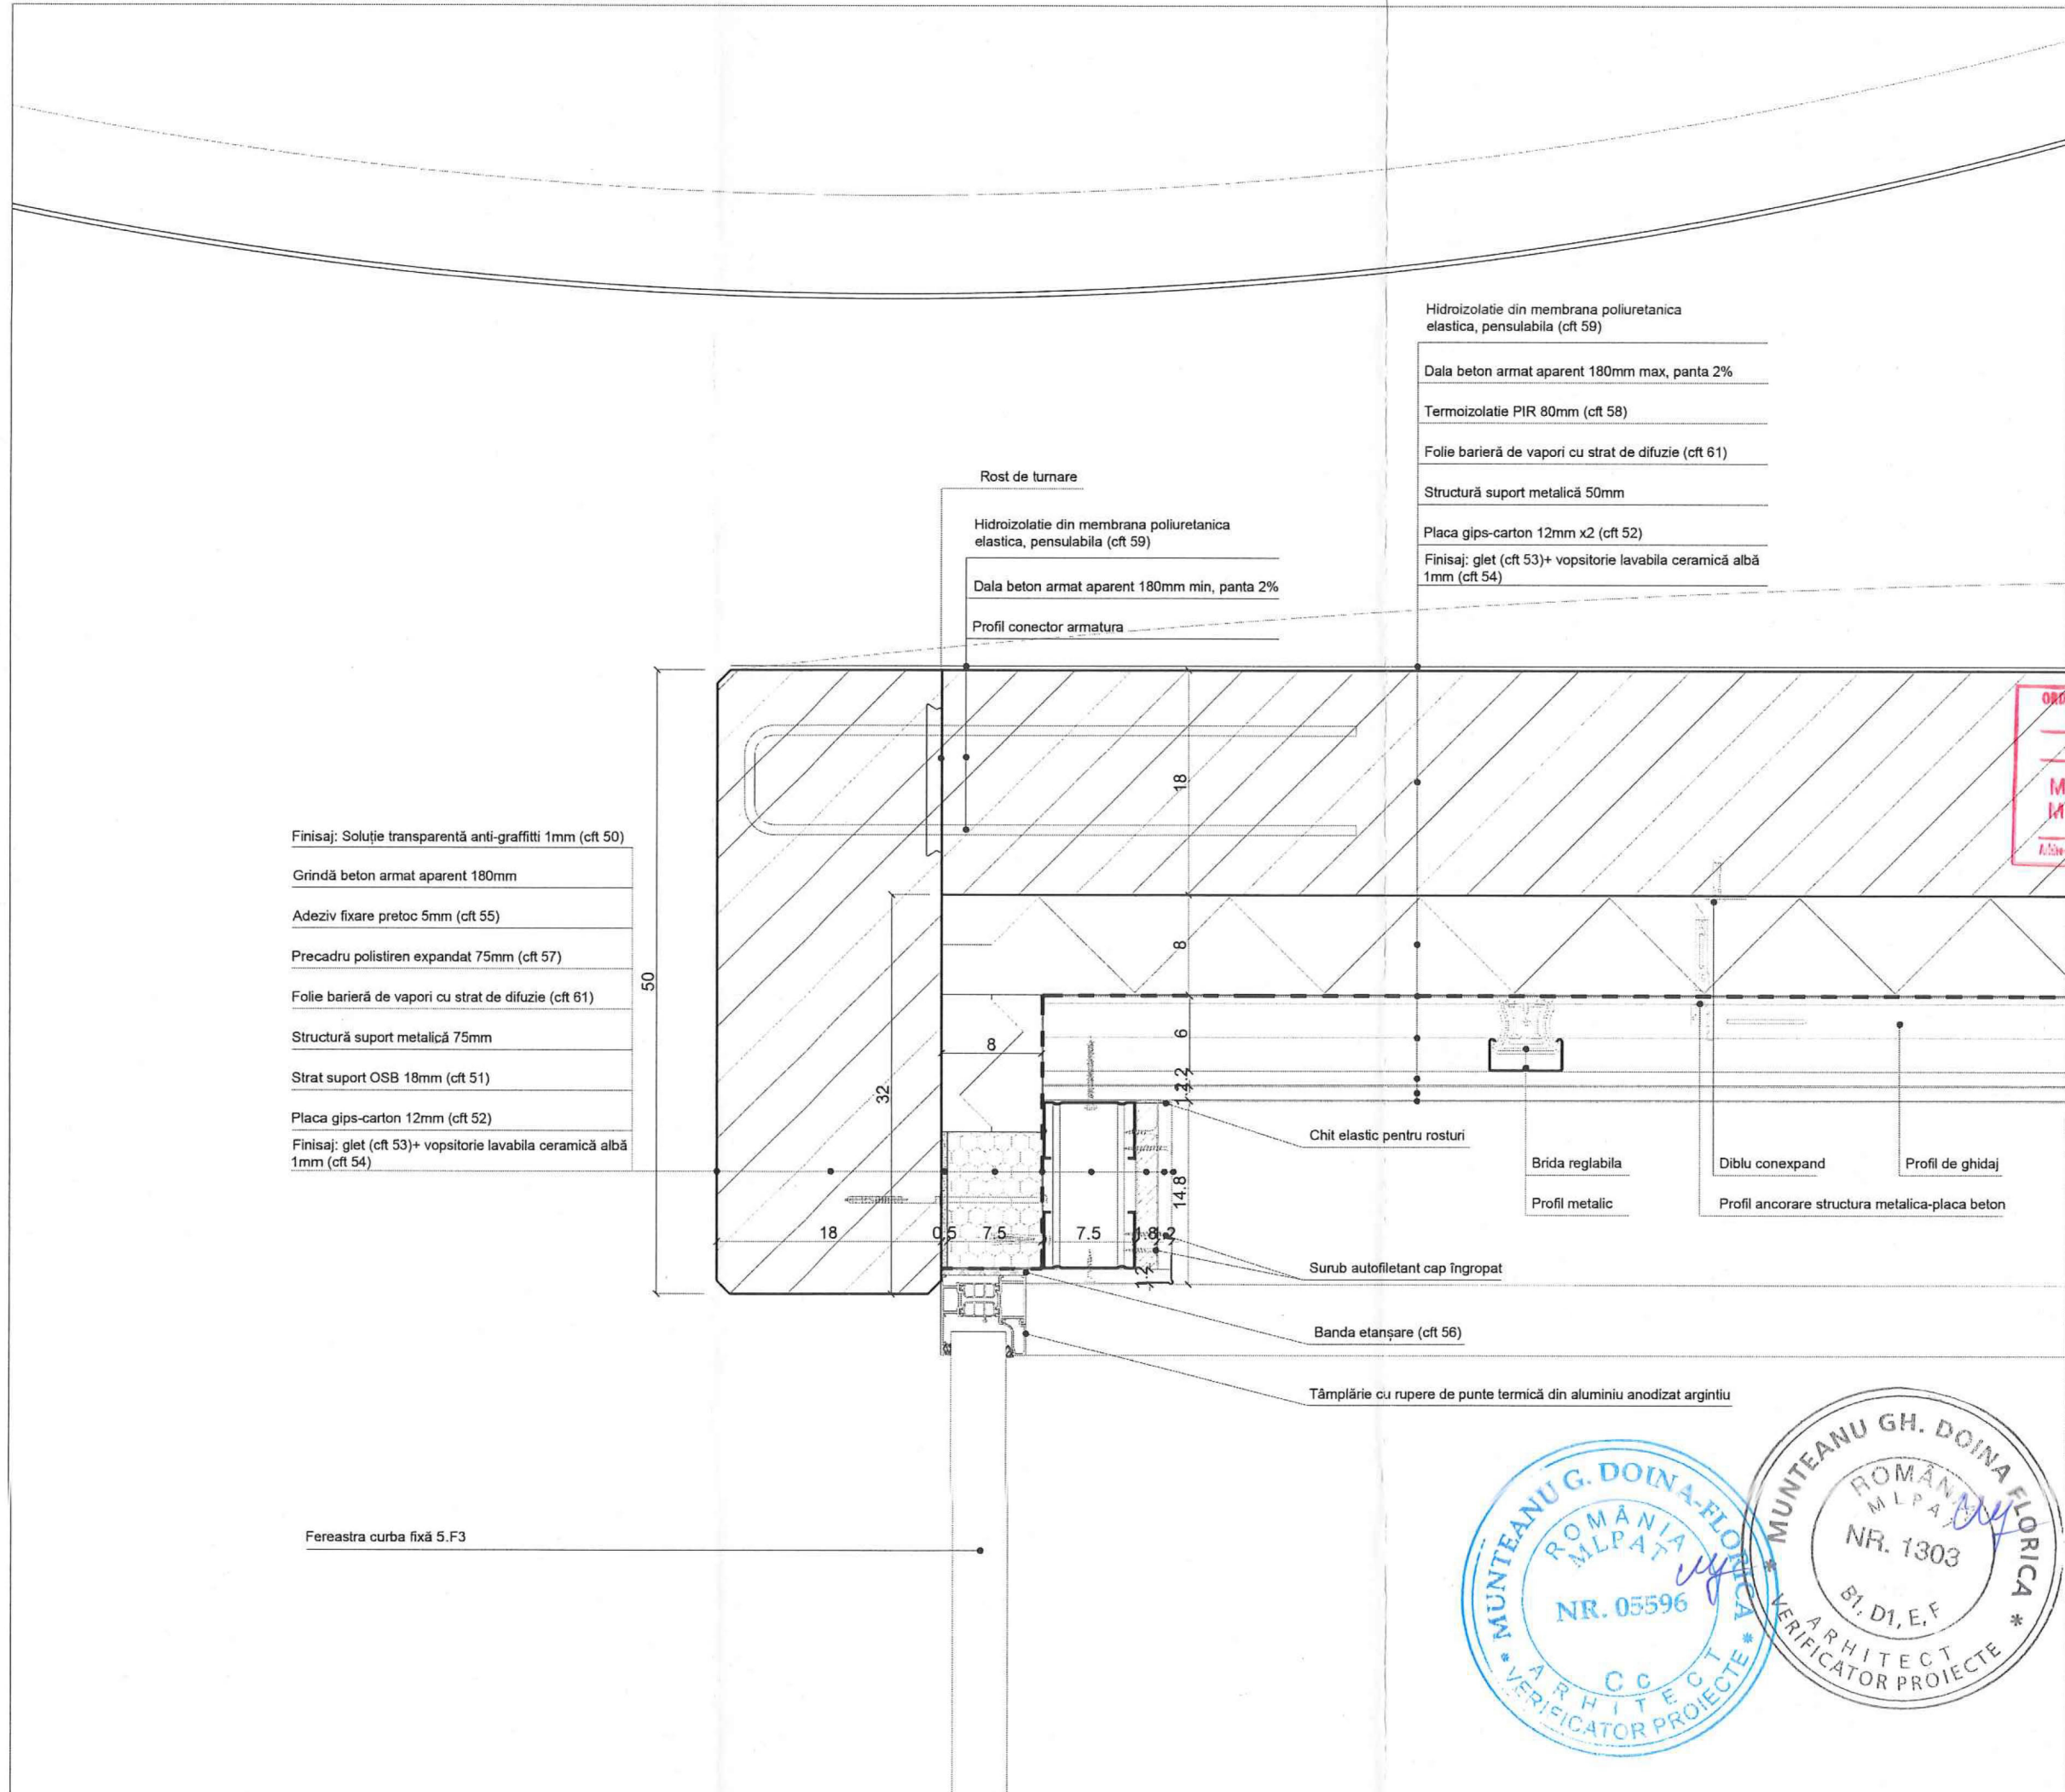 Hidroizolatie din membrana poliuretanica
elastica, pensulabila (cft 59)
Dala beton armat aparent 180mm max, panta 2%
Termoizolatie PIR 80mm (cft 58)
Folie barieră de vapori cu strat de difuzie (cft 61)
Structură suport metalică 50mm
Placa gips-carton 12mm x2 (cft 52)
Finisaj: glet (cft 53)+ vopsitorie lavabila ceramică albă
1mm (cft 54)
Rost de turnare
Hidroizolatie din membrana poliuretanica
elastica, pensulabila (cft 59)
Dala beton armat aparent 180mm min, panta 2%
Profil conector armatura
Finisaj: Soluție transparentă anti-graffitti 1mm (cft 50)
Grindă beton armat aparent 180mm
Adeziv fixare pretoc 5mm (cft 55)
Precadru polistiren expandat 75mm (cft 57)
Folie barieră de vapori cu strat de difuzie (cft 61)
Structură suport metalică 75mm
Strat suport OSB 18mm (cft 51)
Placa gips-carton 12mm (cft 52)
Finisaj: glet (cft 53)+ vopsitorie lavabila ceramică albă
1mm (cft 54)
50
32
18
8
6
8
14.8
18
0.5
7.5
7.5
1.8
1.2
Chit elastic pentru rosturi
Brida reglabila
Profil metalic
Diblu conexpand
Profil de ghidaj
Profil ancorare structura metalica-placa beton
Surub autofiletant cap îngropat
Banda etanșare (cft 56)
Tâmplărie cu rupere de punte termică din aluminiu anodizat argintiu
Fereastra curba fixă 5.F3
* MUNTEANU G. DOINA-FLORICA *
ROMÂNIA
MLPAT
NR. 05596
Cc
ARHITECT
VERIFICATOR PROIECTE
* MUNTEANU GH. DOINA FLORICA *
ROMÂNIA
MLPAT
NR. 1303
B1, D1, E, F
ARHITECT
VERIFICATOR PROIECTE